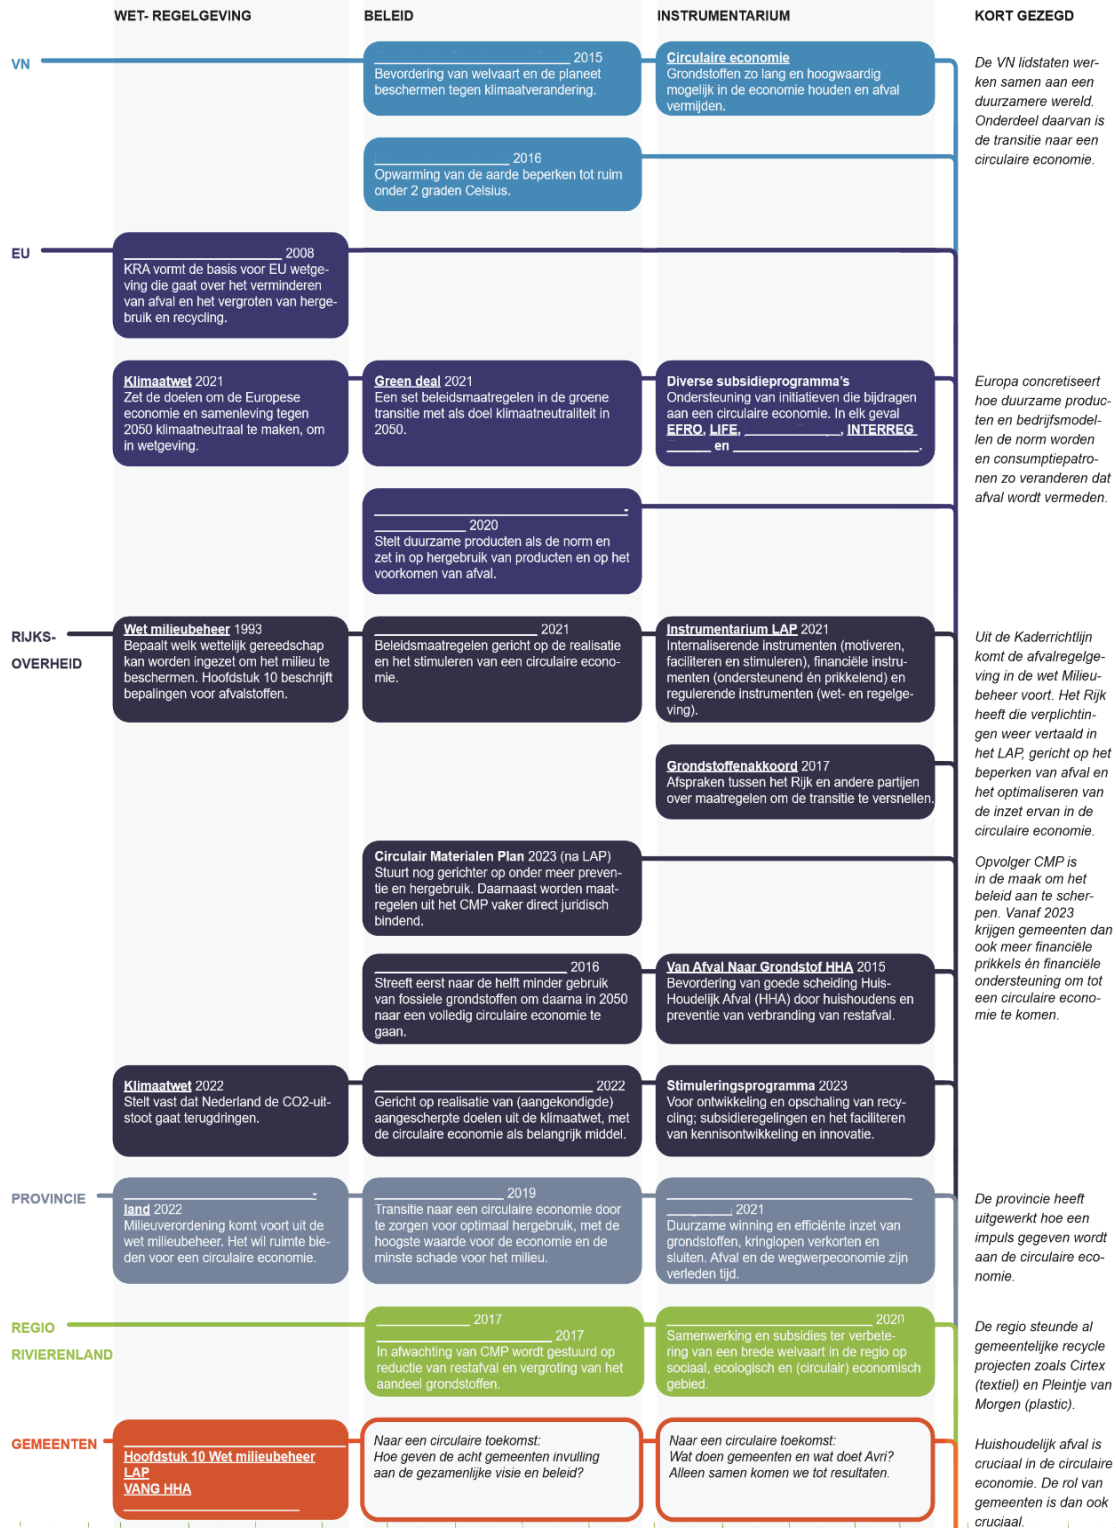 WET- REGELGEVING
BELEID
INSTRUMENTARIUM
KORT GEZEGD
VN
2015
Bevordering van welvaart en de planeet
beschermen tegen klimaatverandering.
Circulaire economie
Grondstoffen zo lang en hoogwaardig
mogelijk in de economie houden en afval
vermijden.
De VN lidstaten wer-
ken samen aan een
duurzamere wereld.
Onderdeel daarvan is
de transitie naar een
circulaire economie.
2016
Opwarming van de aarde beperken tot ruim
onder 2 graden Celsius.
EU
2008
KRA vormt de basis voor EU wetge-
ving die gaat over het verminderen
van afval en het vergroten van herge-
bruik en recycling.
Klimaatwet 2021
Zet de doelen om de Europese
economie en samenleving tegen
2050 klimaatneutraal te maken, om
in wetgeving.
Green deal 2021
Een set beleidsmaatregelen in de groene
transitie met als doel klimaatneutraliteit in
2050.
Diverse subsidieprogramma's
Ondersteuning van initiatieven die bijdragen
aan een circulaire economie. In elk geval
EFRO, LIFE, , INTERREG
en .
Europa concretiseert
hoe duurzame produc-
ten en bedrijfsmodel-
len de norm worden
en consumptiepatro-
nen zo veranderen dat
afval wordt vermeden.
-
2020
Stelt duurzame producten als de norm en
zet in op hergebruik van producten en op het
voorkomen van afval.
RIJKS-
OVERHEID
Wet milieubeheer 1993
Bepaalt welk wettelijk gereedschap
kan worden ingezet om het milieu te
beschermen. Hoofdstuk 10 beschrijft
bepalingen voor afvalstoffen.
2021
Beleidsmaatregelen gericht op de realisatie
en het stimuleren van een circulaire econo-
mie.
Instrumentarium LAP 2021
Internaliserende instrumenten (motiveren,
faciliteren en stimuleren), financiële instru-
menten (ondersteunend én prikkelend) en
regulerende instrumenten (wet- en regelge-
ving).
Uit de Kaderrichtlijn
komt de afvalregelge-
ving in de wet Milieu-
beheer voort. Het Rijk
heeft die verplichtin-
gen weer vertaald in
het LAP, gericht op het
beperken van afval en
het optimaliseren van
de inzet ervan in de
circulaire economie.
Grondstoffenakkoord 2017
Afspraken tussen het Rijk en andere partijen
over maatregelen om de transitie te versnellen.
Circulair Materialen Plan 2023 (na LAP)
Stuurt nog gerichter op onder meer preven-
tie en hergebruik. Daarnaast worden maat-
regelen uit het CMP vaker direct juridisch
bindend.
Opvolger CMP is
in de maak om het
beleid aan te scher-
pen. Vanaf 2023
krijgen gemeenten dan
ook meer financiële
prikkels én financiële
ondersteuning om tot
een circulaire econo-
mie te komen.
2016
Streeft eerst naar de helft minder gebruik
van fossiele grondstoffen om daarna in 2050
naar een volledig circulaire economie te
gaan.
Van Afval Naar Grondstof HHA 2015
Bevordering van goede scheiding Huis-
Houdelijk Afval (HHA) door huishoudens en
preventie van verbranding van restafval.
Klimaatwet 2022
Stelt vast dat Nederland de CO2-uit-
stoot gaat terugdringen.
2022
Gericht op realisatie van (aangekondigde)
aangescherpte doelen uit de klimaatwet, met
de circulaire economie als belangrijk middel.
Stimuleringsprogramma 2023
Voor ontwikkeling en opschaling van recy-
cling; subsidieregelingen en het faciliteren
van kennisontwikkeling en innovatie.
PROVINCIE
-
land 2022
Milieuverordening komt voort uit de
wet milieubeheer. Het wil ruimte bie-
den voor een circulaire economie.
2019
Transitie naar een circulaire economie door
te zorgen voor optimaal hergebruik, met de
hoogste waarde voor de economie en de
minste schade voor het milieu.
2021
Duurzame winning en efficiënte inzet van
grondstoffen, kringlopen verkorten en
sluiten. Afval en de wegwerpeconomie zijn
verleden tijd.
De provincie heeft
uitgewerkt hoe een
impuls gegeven wordt
aan de circulaire eco-
nomie.
REGIO
RIVIERENLAND
2017
2017
In afwachting van CMP wordt gestuurd op
reductie van restafval en vergroting van het
aandeel grondstoffen.
2020
Samenwerking en subsidies ter verbete-
ring van een brede welvaart in de regio op
sociaal, ecologisch en (circulair) economisch
gebied.
De regio steunde al
gemeentelijke recycle
projecten zoals Cirtex
(textiel) en Pleintje van
Morgen (plastic).
GEMEENTEN
Hoofdstuk 10 Wet milieubeheer
LAP
VANG HHA
Naar een circulaire toekomst:
Hoe geven de acht gemeenten invulling
aan de gezamenlijke visie en beleid?
Naar een circulaire toekomst:
Wat doen gemeenten en wat doet Avri?
Alleen samen komen we tot resultaten.
Huishoudelijk afval is
cruciaal in de circulaire
economie. De rol van
gemeenten is dan ook
cruciaal.